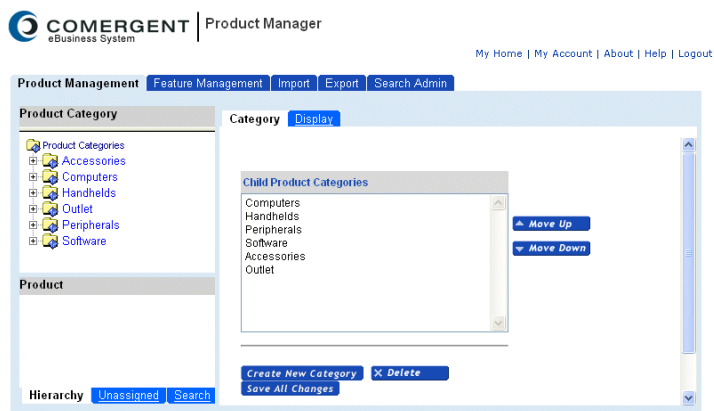 COMERGENT
eBusiness System
Product Manager
My Home | My Account | About | Help | Logout
Product Management Feature Management Import Export Search Admin
Product Category
Product Categories
Accessories
Computers
Handhelds
Outlet
Peripherals
Software
Product
Hierarchy Unassigned Search
Category Display
Child Product Categories
Computers
Handhelds
Peripherals
Software
Accessories
Outlet
Move Up
Move Down
Create New Category X Delete
Save All Changes